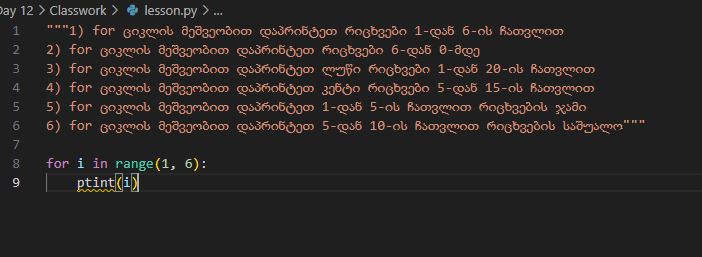 Day 12 > Classwork > lesson.py > ...
1 """1) for ციკლის მეშვეობით დაპრინტეთ რიცხვები 1-დან 6-ის ჩათვლით
2 2) for ციკლის მეშვეობით დაპრინტეთ რიცხვები 6-დან 0-მდე
3 3) for ციკლის მეშვეობით დაპრინტეთ ლუწი რიცხვები 1-დან 20-ის ჩათვლით
4 4) for ციკლის მეშვეობით დაპრინტეთ კენტი რიცხვები 5-დან 15-ის ჩათვლით
5 5) for ციკლის მეშვეობით დაპრინტეთ 1-დან 5-ის ჩათვლით რიცხვების ჯამი
6 6) for ციკლის მეშვეობით დაპრინტეთ 5-დან 10-ის ჩათვლით რიცხვების საშუალო"""
7
8 for i in range(1, 6):
9 ptint(i)